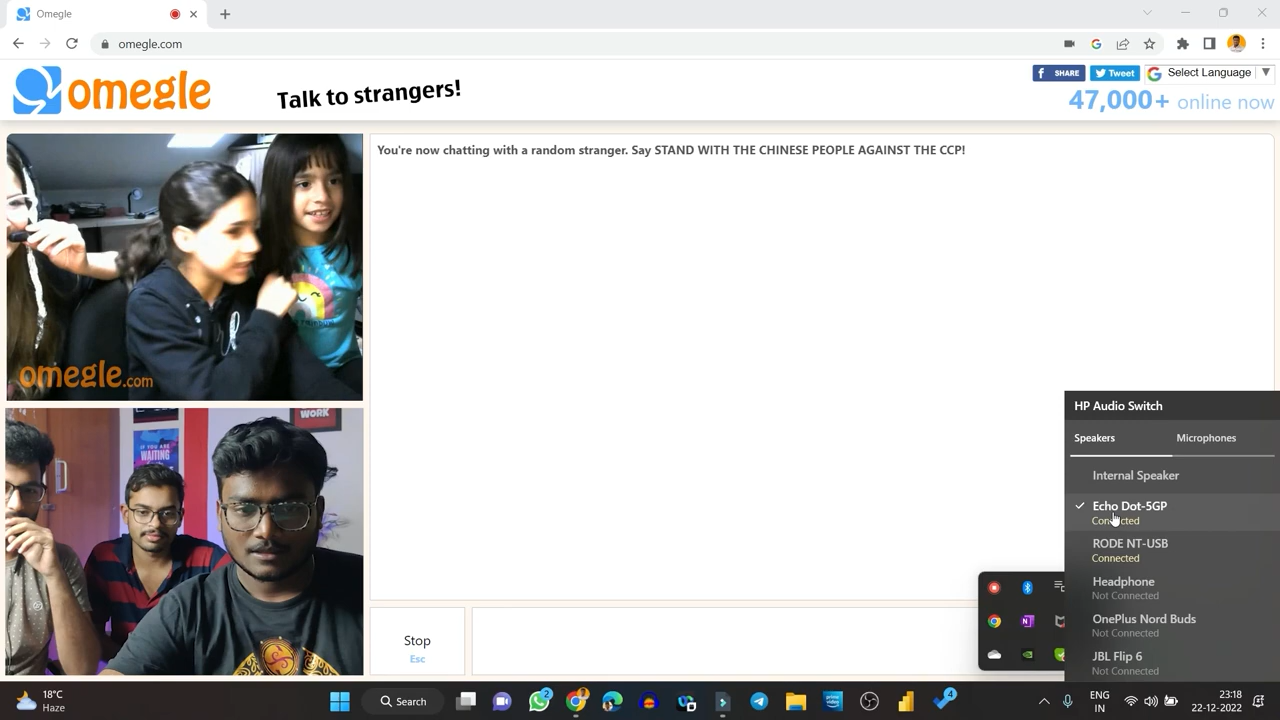 Omegle
omegle.com
omegle
Talk to strangers!
SHARE
Tweet
Select Language
47,000+ online now
You're now chatting with a random stranger. Say STAND WITH THE CHINESE PEOPLE AGAINST THE CCP!
omegle.com
IF YOU ARE
WAITING
WORK
Stop
Esc
HP Audio Switch
Speakers
Microphones
Internal Speaker
Echo Dot-5GP
Connected
RODE NT-USB
Connected
Headphone
Not Connected
OnePlus Nord Buds
Not Connected
JBL Flip 6
Not Connected
18°C
Haze
Search
2
4
ENG
IN
23:18
22-12-2022